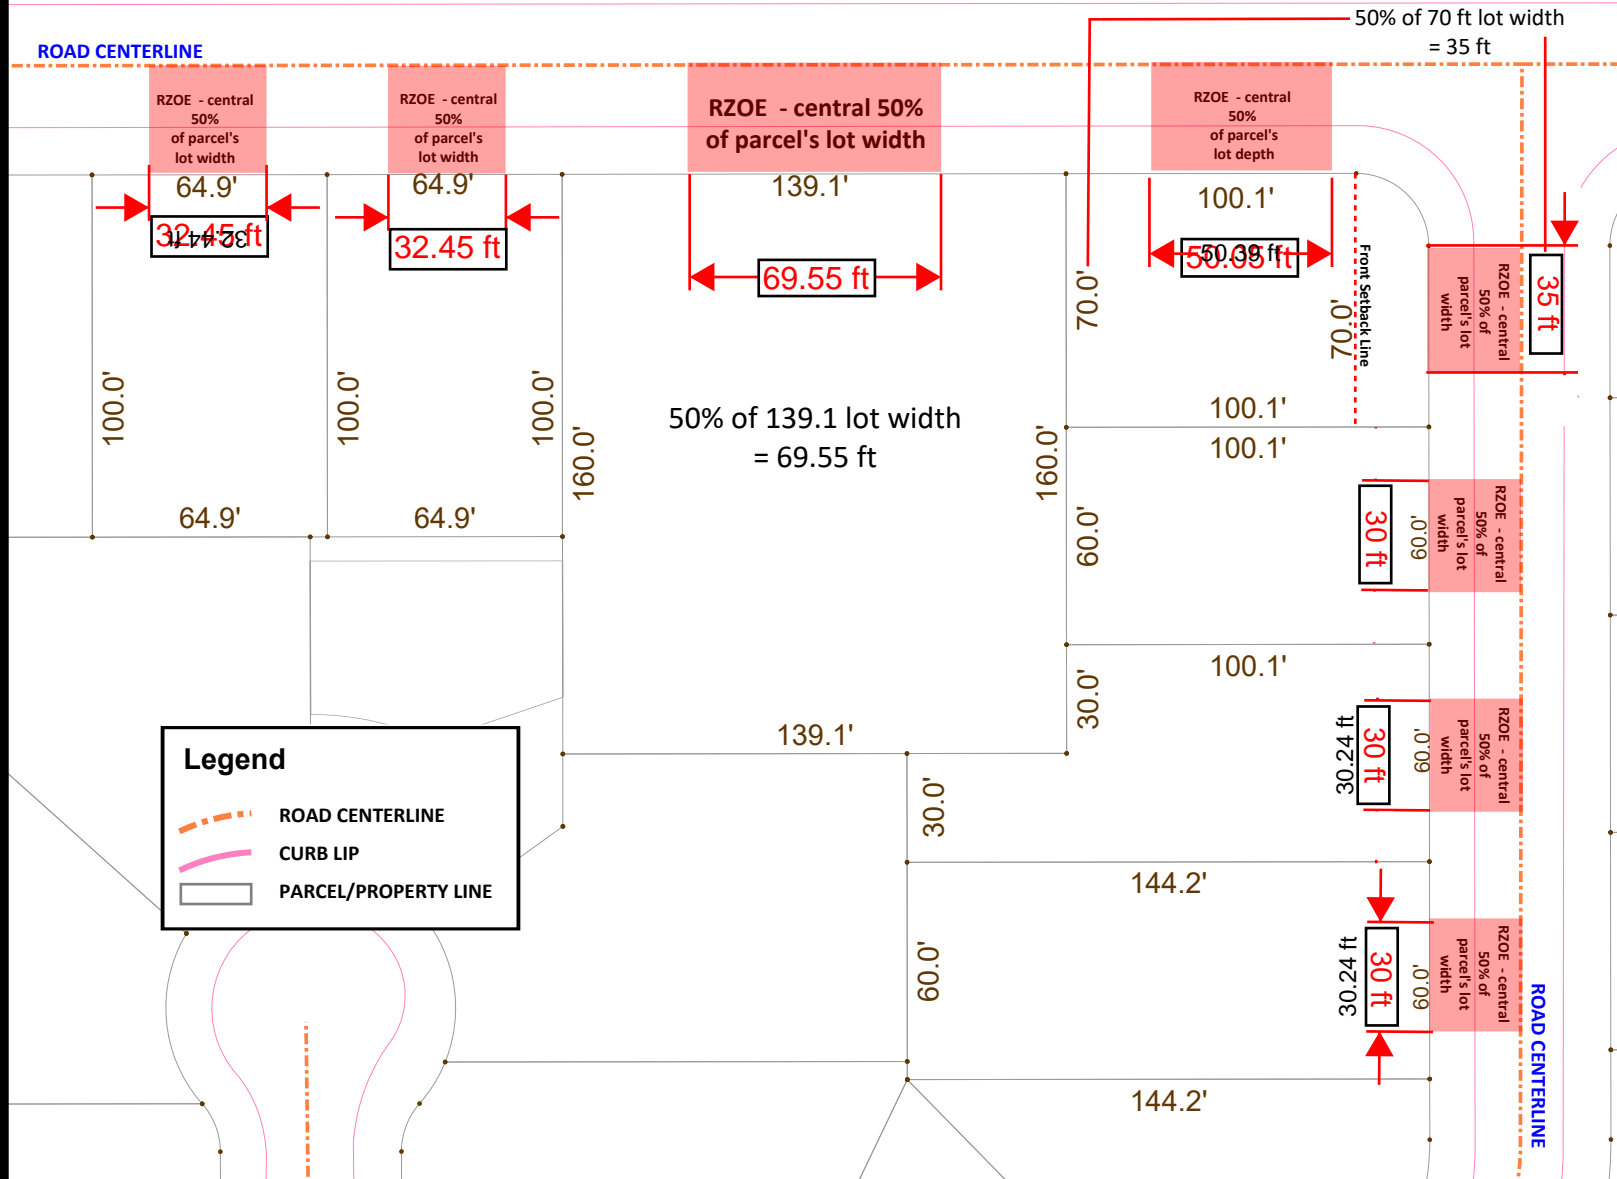 50% of 70 ft lot width
= 35 ft
ROAD CENTERLINE
RZOE - central
50%
of parcel's
lot width
RZOE - central
50%
of parcel's
lot width
RZOE - central 50%
of parcel's lot width
RZOE - central
50%
of parcel's
lot depth
64.9'
64.9'
139.1'
100.1'
32.45 ft
32.44 ft
32.45 ft
69.55 ft
50.05 ft
50.39 ft
70.0'
70.0'
Front Setback Line
RZOE - central
50% of
parcel's lot
width
35 ft
100.0'
100.0'
100.0'
160.0'
50% of 139.1 lot width
= 69.55 ft
160.0'
100.1'
100.1'
64.9'
64.9'
60.0'
30 ft
60.0'
RZOE - central
50% of
parcel's lot
width
100.1'
30.0'
139.1'
30.24 ft
30 ft
60.0'
RZOE - central
50% of
parcel's lot
width
Legend
ROAD CENTERLINE
CURB LIP
PARCEL/PROPERTY LINE
30.0'
144.2'
60.0'
30.24 ft
30 ft
60.0'
RZOE - central
50% of
parcel's lot
width
ROAD CENTERLINE
144.2'